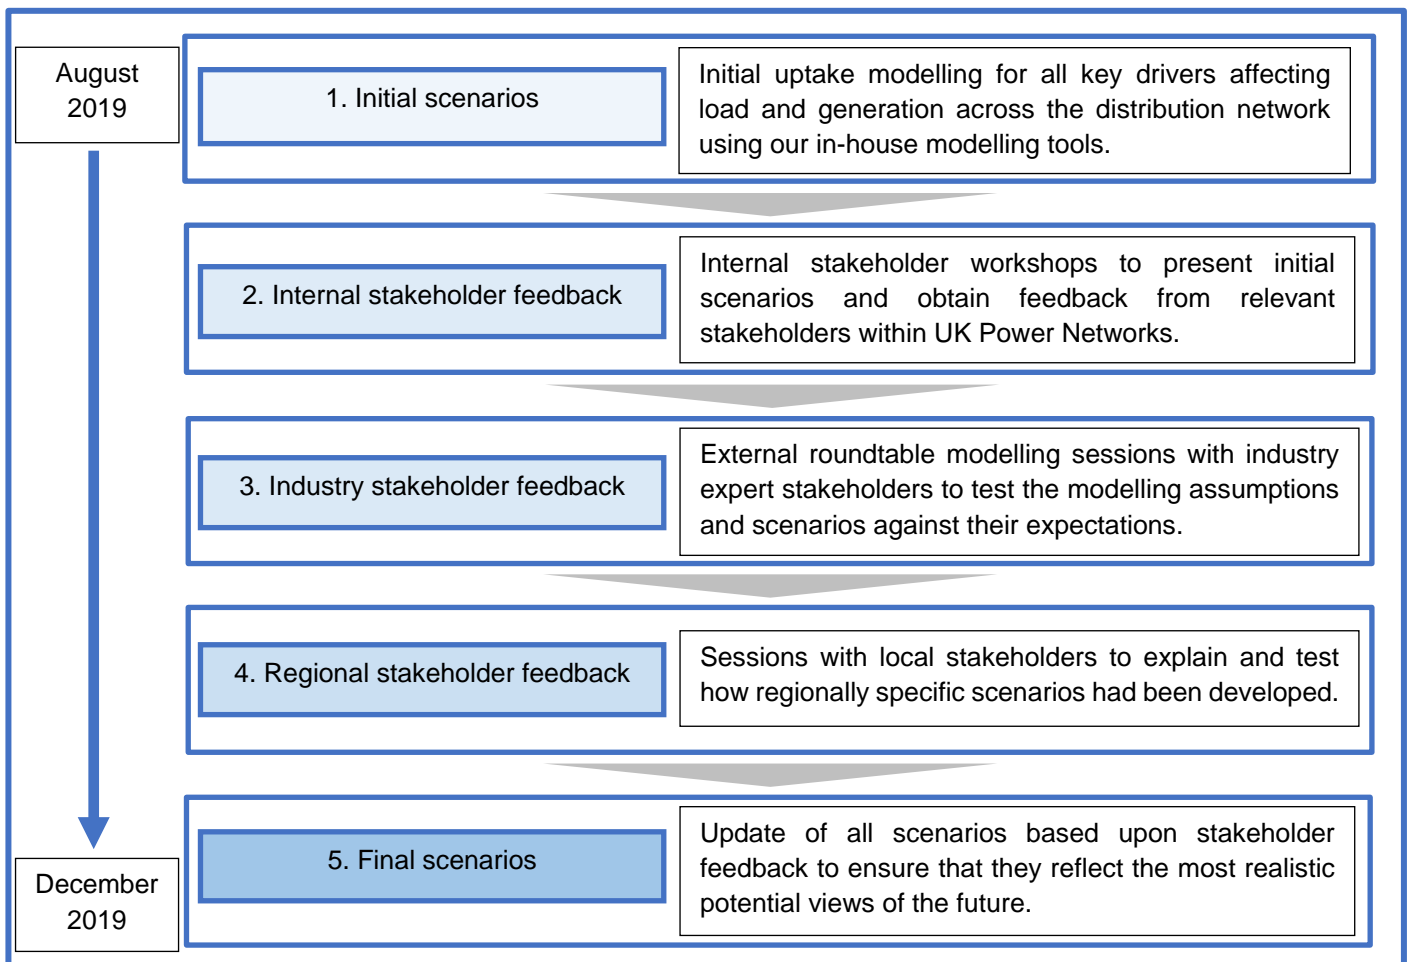 August
2019
1. Initial scenarios
Initial uptake modelling for all key drivers affecting
load and generation across the distribution network
using our in-house modelling tools.
2. Internal stakeholder feedback
Internal stakeholder workshops to present initial
scenarios and obtain feedback from relevant
stakeholders within UK Power Networks.
3. Industry stakeholder feedback
External roundtable modelling sessions with industry
expert stakeholders to test the modelling assumptions
and scenarios against their expectations.
4. Regional stakeholder feedback
Sessions with local stakeholders to explain and test
how regionally specific scenarios had been developed.
5. Final scenarios
Update of all scenarios based upon stakeholder
feedback to ensure that they reflect the most realistic
potential views of the future.
December
2019